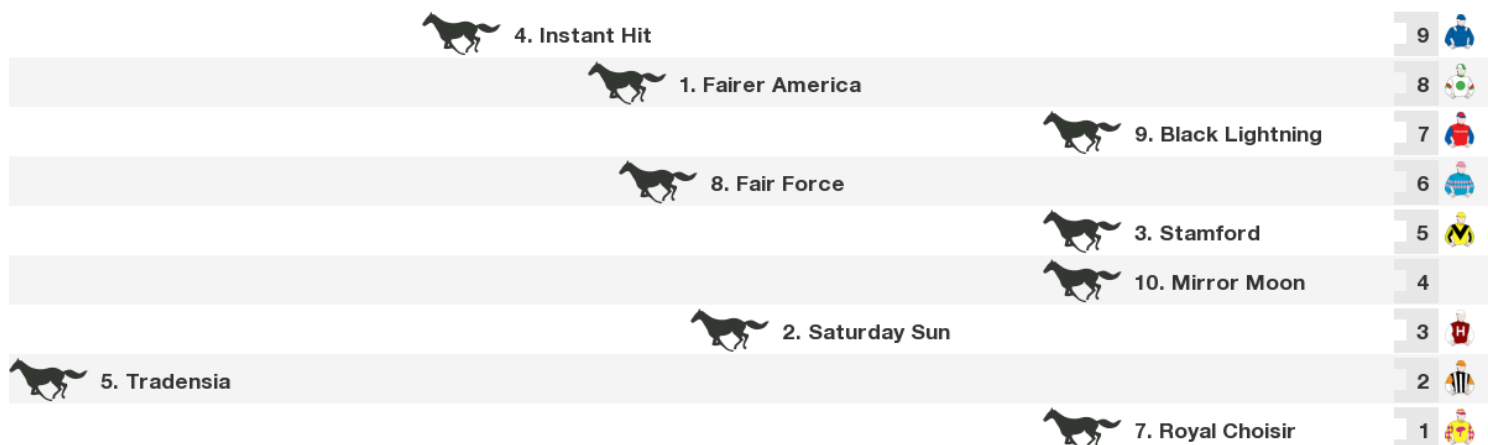 4. Instant Hit 9
1. Fairer America 8
9. Black Lightning 7
8. Fair Force 6
3. Stamford 5
10. Mirror Moon 4
2. Saturday Sun 3
H
5. Tradensia 2
7. Royal Choisir 1